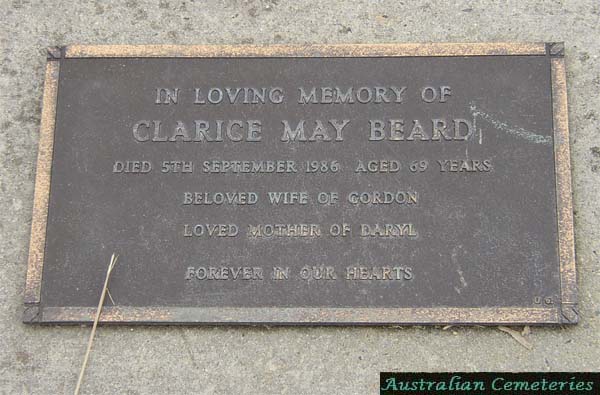 IN LOVING MEMORY OF
CLARICE MAY BEARD
DIED 5TH SEPTEMBER 1986 AGED 69 YEARS
BELOVED WIFE OF GORDON
LOVED MOTHER OF DARYL
FOREVER IN OUR HEARTS
Australian Cemeteries